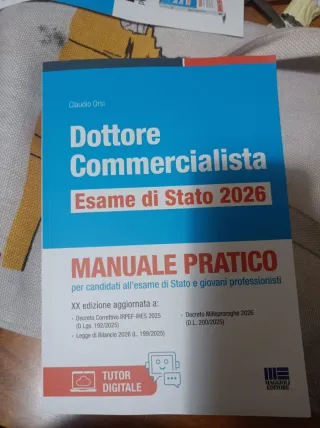 Claudio Orsi
Dottore
Commercialista
Esame di Stato 2026
MANUALE PRATICO
per candidati all'esame di Stato e giovani professionisti
XX edizione aggiornata a:
- Decreto Correttivo IRPEF-IRES 2025
(D.Lgs. 192/2025)
- Legge di Bilancio 2026 (L. 199/2025)
- Decreto Milleproroghe 2026
(D.L. 200/2025)
TUTOR
DIGITALE
MAGGIOLI
EDITORE